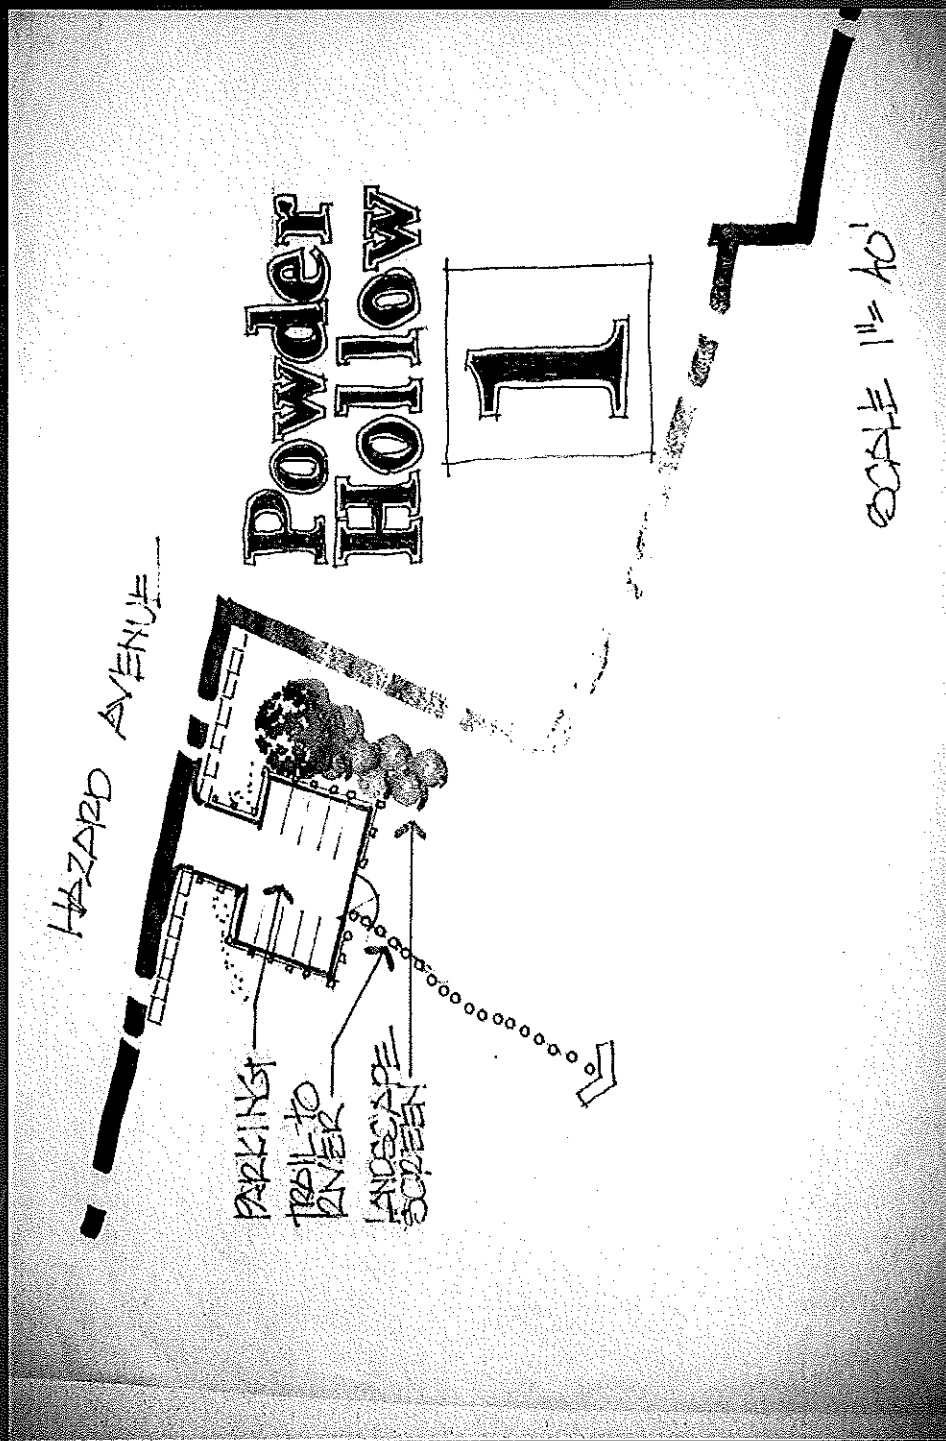 HAZARD AVENUE
Powder
Hollow
1
PARKING
TRAIL TO
RIVER
LANDSCAPE
SCREEN
SCALE 1"= 40'